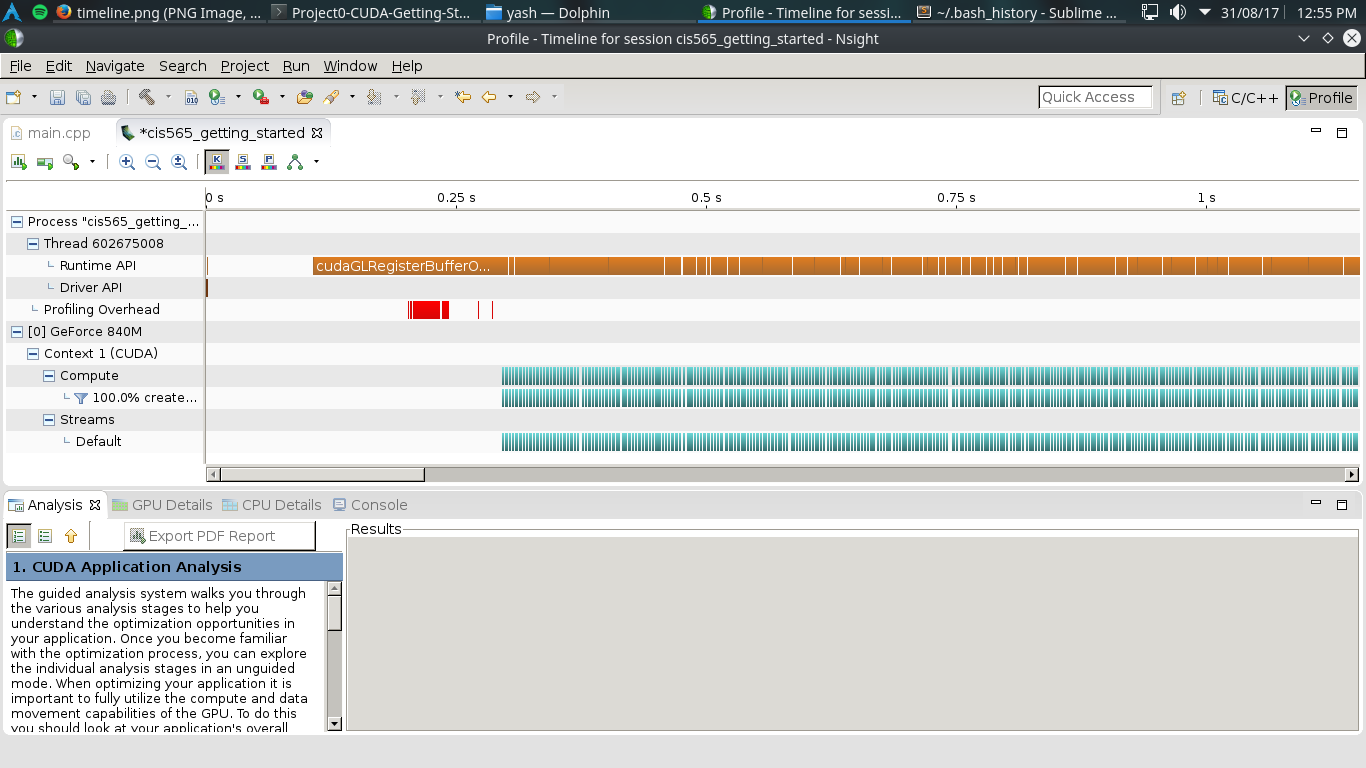 timeline.png (PNG Image, ... Project0-CUDA-Getting-St... yash — Dolphin Profile - Timeline for sessi... ~/.bash_history - Sublime ... 31/08/17 12:55 PM
Profile - Timeline for session cis565_getting_started - Nsight
File Edit Navigate Search Project Run Window Help
010 Quick Access C/C++ Profile
main.cpp *cis565_getting_started
K S P
0 s 0.25 s 0.5 s 0.75 s 1 s
Process "cis565_getting_...
Thread 602675008
Runtime API cudaGLRegisterBufferO...
Driver API
Profiling Overhead
[0] GeForce 840M
Context 1 (CUDA)
Compute
100.0% create...
Streams
Default
Analysis GPU Details CPU Details Console
Export PDF Report Results
1. CUDA Application Analysis
The guided analysis system walks you through
the various analysis stages to help you
understand the optimization opportunities in
your application. Once you become familiar
with the optimization process, you can explore
the individual analysis stages in an unguided
mode. When optimizing your application it is
important to fully utilize the compute and data
movement capabilities of the GPU. To do this
you should look at your application's overall